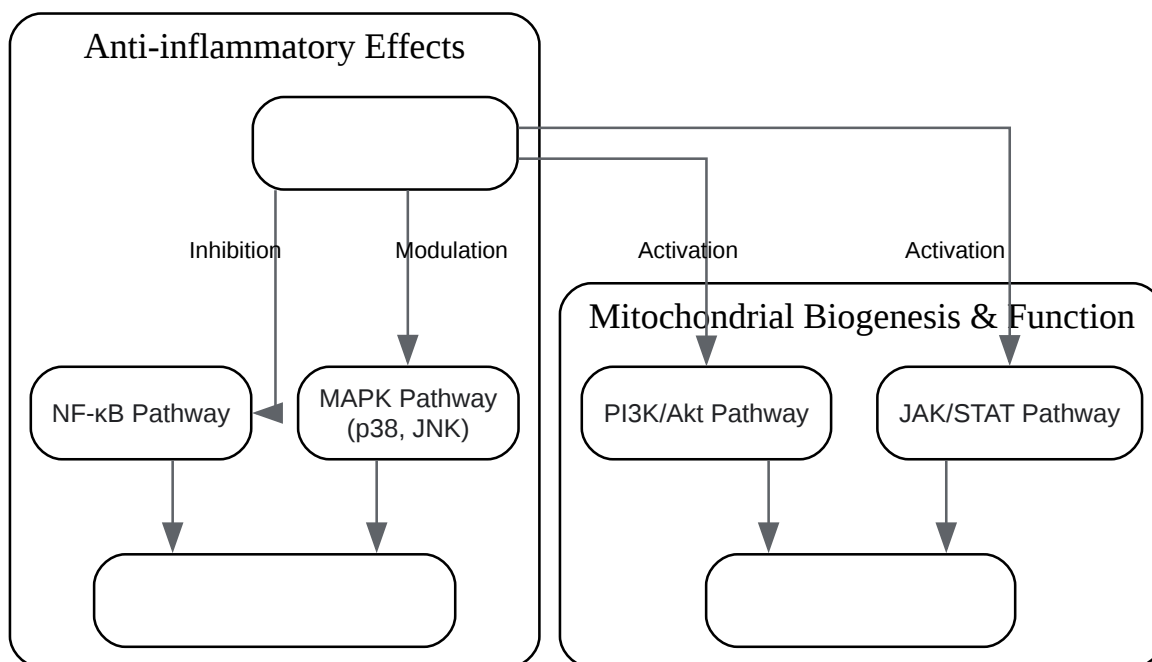 Anti-inflammatory Effects
Inhibition
Modulation
Activation
Activation
Mitochondrial Biogenesis & Function
NF-κB Pathway
MAPK Pathway
(p38, JNK)
PI3K/Akt Pathway
JAK/STAT Pathway